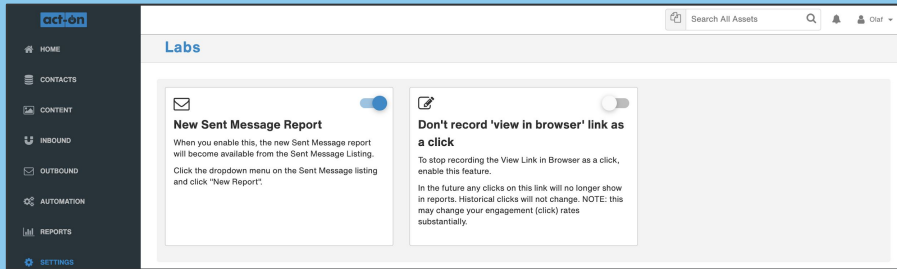 act-on
Search All Assets
Olaf
HOME
CONTACTS
CONTENT
INBOUND
OUTBOUND
AUTOMATION
REPORTS
SETTINGS
Labs
New Sent Message Report
When you enable this, the new Sent Message report
will become available from the Sent Message Listing.
Click the dropdown menu on the Sent Message listing
and click "New Report".
Don't record 'view in browser' link as
a click
To stop recording the View Link in Browser as a click,
enable this feature.
In the future any clicks on this link will no longer show
in reports. Historical clicks will not change. NOTE: this
may change your engagement (click) rates
substantially.